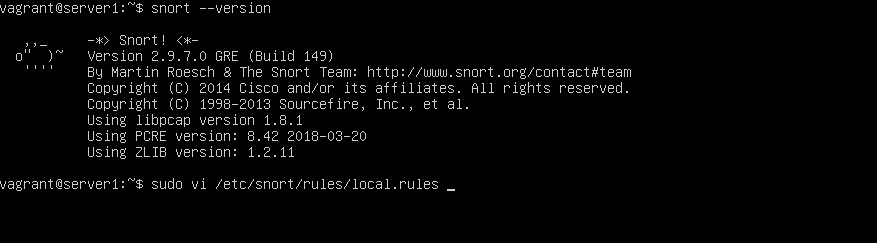 vagrant@server1:~$ snort --version
,,_ -*> Snort! <*-
o" )~ Version 2.9.7.0 GRE (Build 149)
'''' By Martin Roesch & The Snort Team: http://www.snort.org/contact#team
Copyright (C) 2014 Cisco and/or its affiliates. All rights reserved.
Copyright (C) 1998-2013 Sourcefire, Inc., et al.
Using libpcap version 1.8.1
Using PCRE version: 8.42 2018-03-20
Using ZLIB version: 1.2.11
vagrant@server1:~$ sudo vi /etc/snort/rules/local.rules _